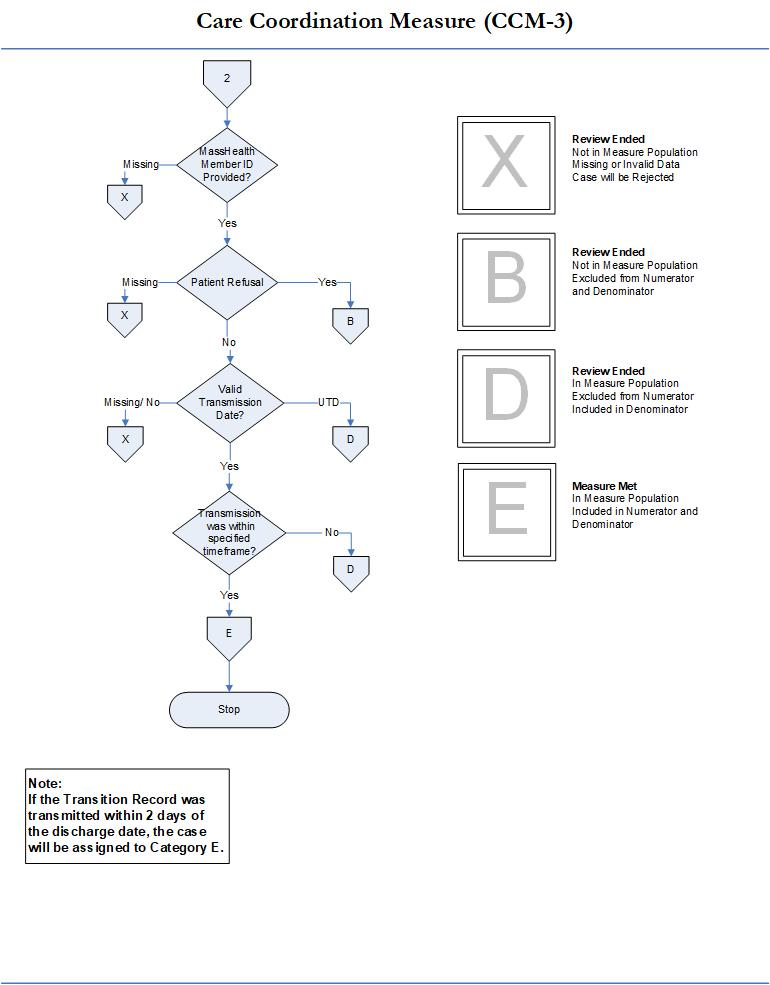 Care Coordination Measure (CCM-3)
2
MassHealth
Member ID
Provided?
Missing
X
Yes
Patient Refusal
Missing
X
Yes
B
No
Valid
Transmission
Date?
Missing/ No
X
UTD
D
Yes
Transmission
was within
specified
timeframe?
No
D
Yes
E
Stop
X
Review Ended
Not in Measure Population
Missing or Invalid Data
Case will be Rejected
B
Review Ended
Not in Measure Population
Excluded from Numerator
and Denominator
D
Review Ended
In Measure Population
Excluded from Numerator
Included in Denominator
E
Measure Met
In Measure Population
Included in Numerator and
Denominator
Note:
If the Transition Record was
transmitted within 2 days of
the discharge date, the case
will be assigned to Category E.